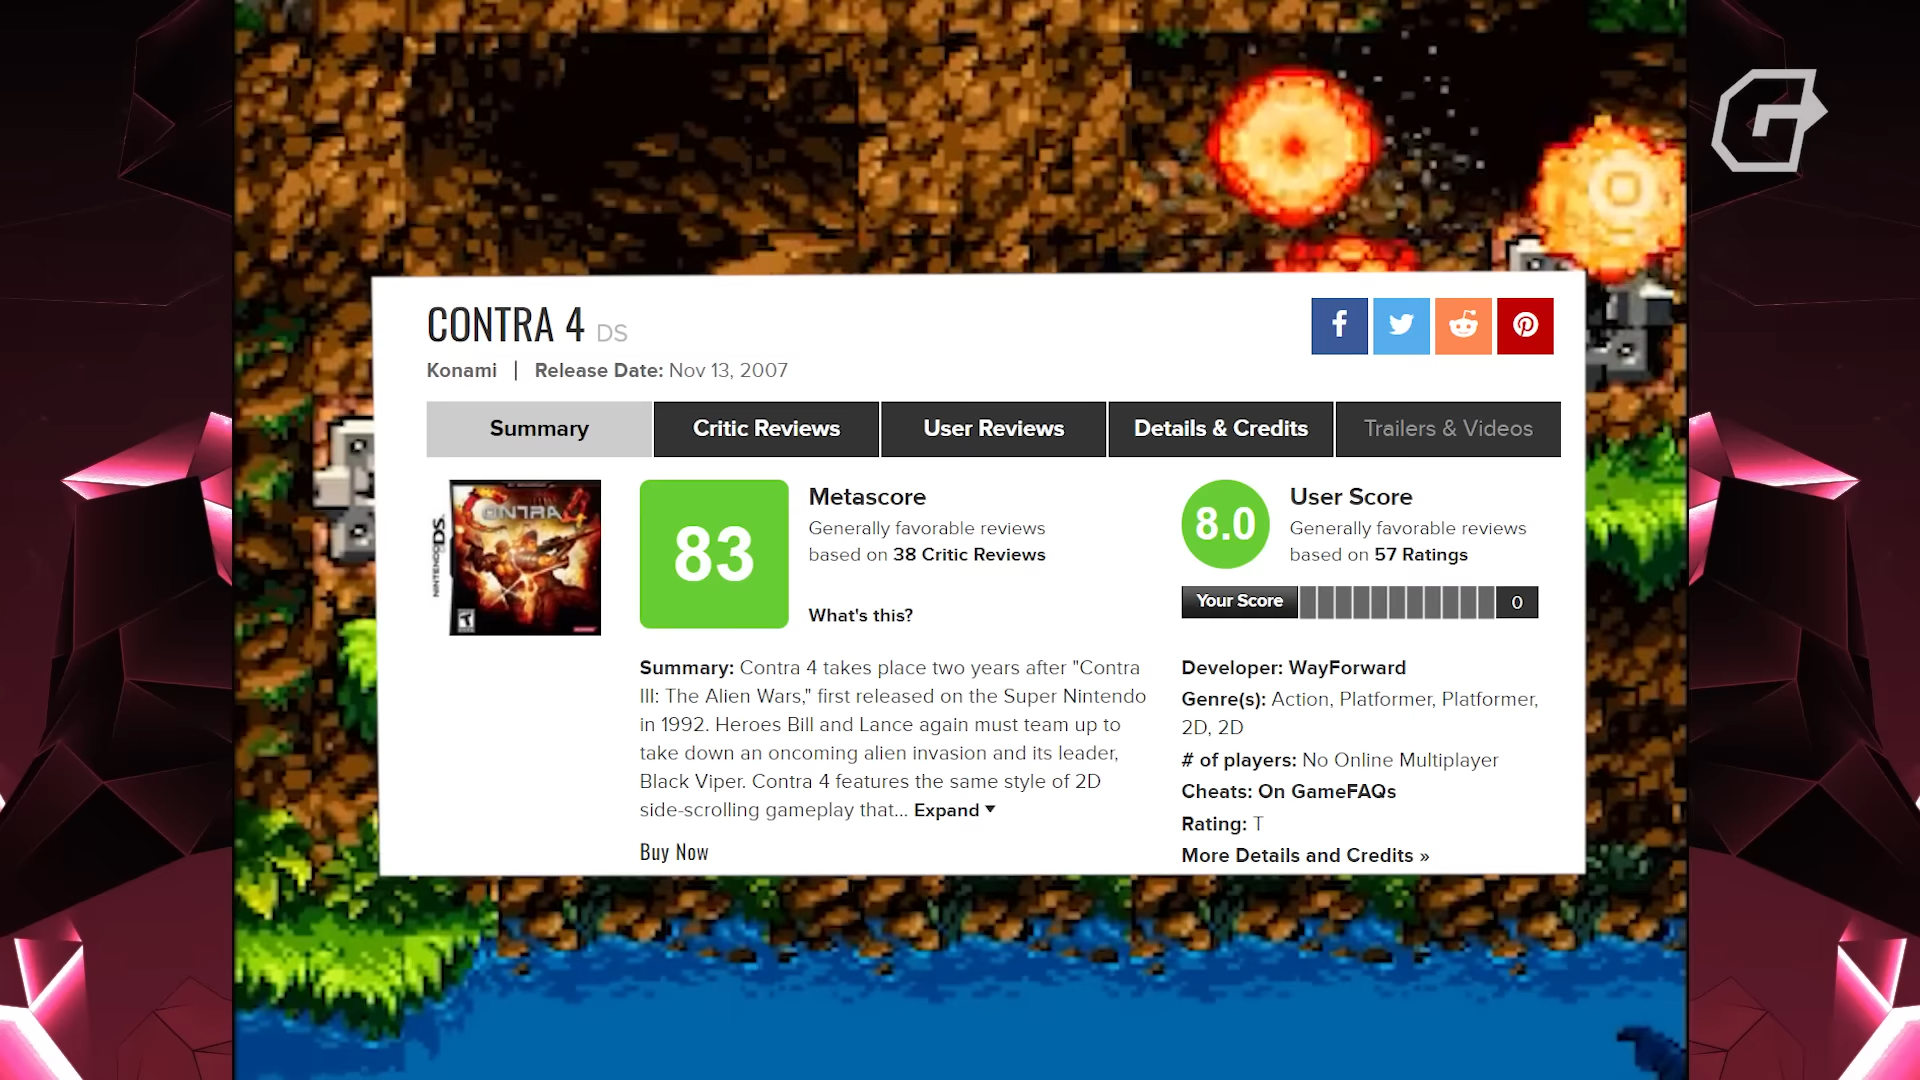 CONTRA 4 DS
Konami | Release Date: Nov 13, 2007
Summary
Critic Reviews
User Reviews
Details & Credits
Trailers & Videos
NINTENDO DS
CONTRA 4
T
83
Metascore
Generally favorable reviews
based on 38 Critic Reviews
What's this?
8.0
User Score
Generally favorable reviews
based on 57 Ratings
Your Score
0
Summary: Contra 4 takes place two years after "Contra
III: The Alien Wars," first released on the Super Nintendo
in 1992. Heroes Bill and Lance again must team up to
take down an oncoming alien invasion and its leader,
Black Viper. Contra 4 features the same style of 2D
side-scrolling gameplay that... Expand
Buy Now
Developer: WayForward
Genre(s): Action, Platformer, Platformer,
2D, 2D
# of players: No Online Multiplayer
Cheats: On GameFAQs
Rating: T
More Details and Credits »